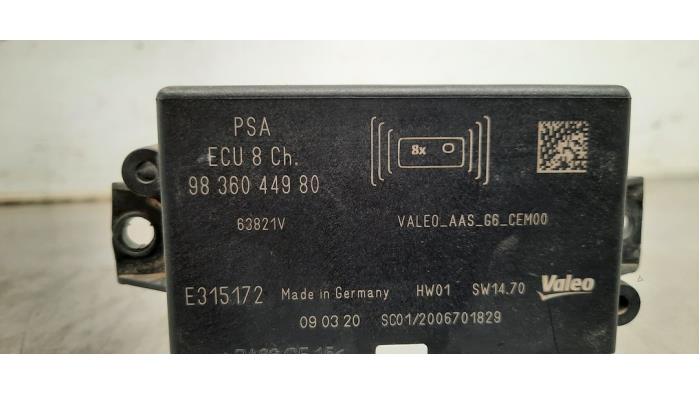 PSA
ECU 8 Ch.
98 360 449 80
63821V
8x
VALEO_AAS_G6_CEM00
E315172 Made in Germany HW01 SW14.70 Valeo
09 03 20 SC01/2006701829